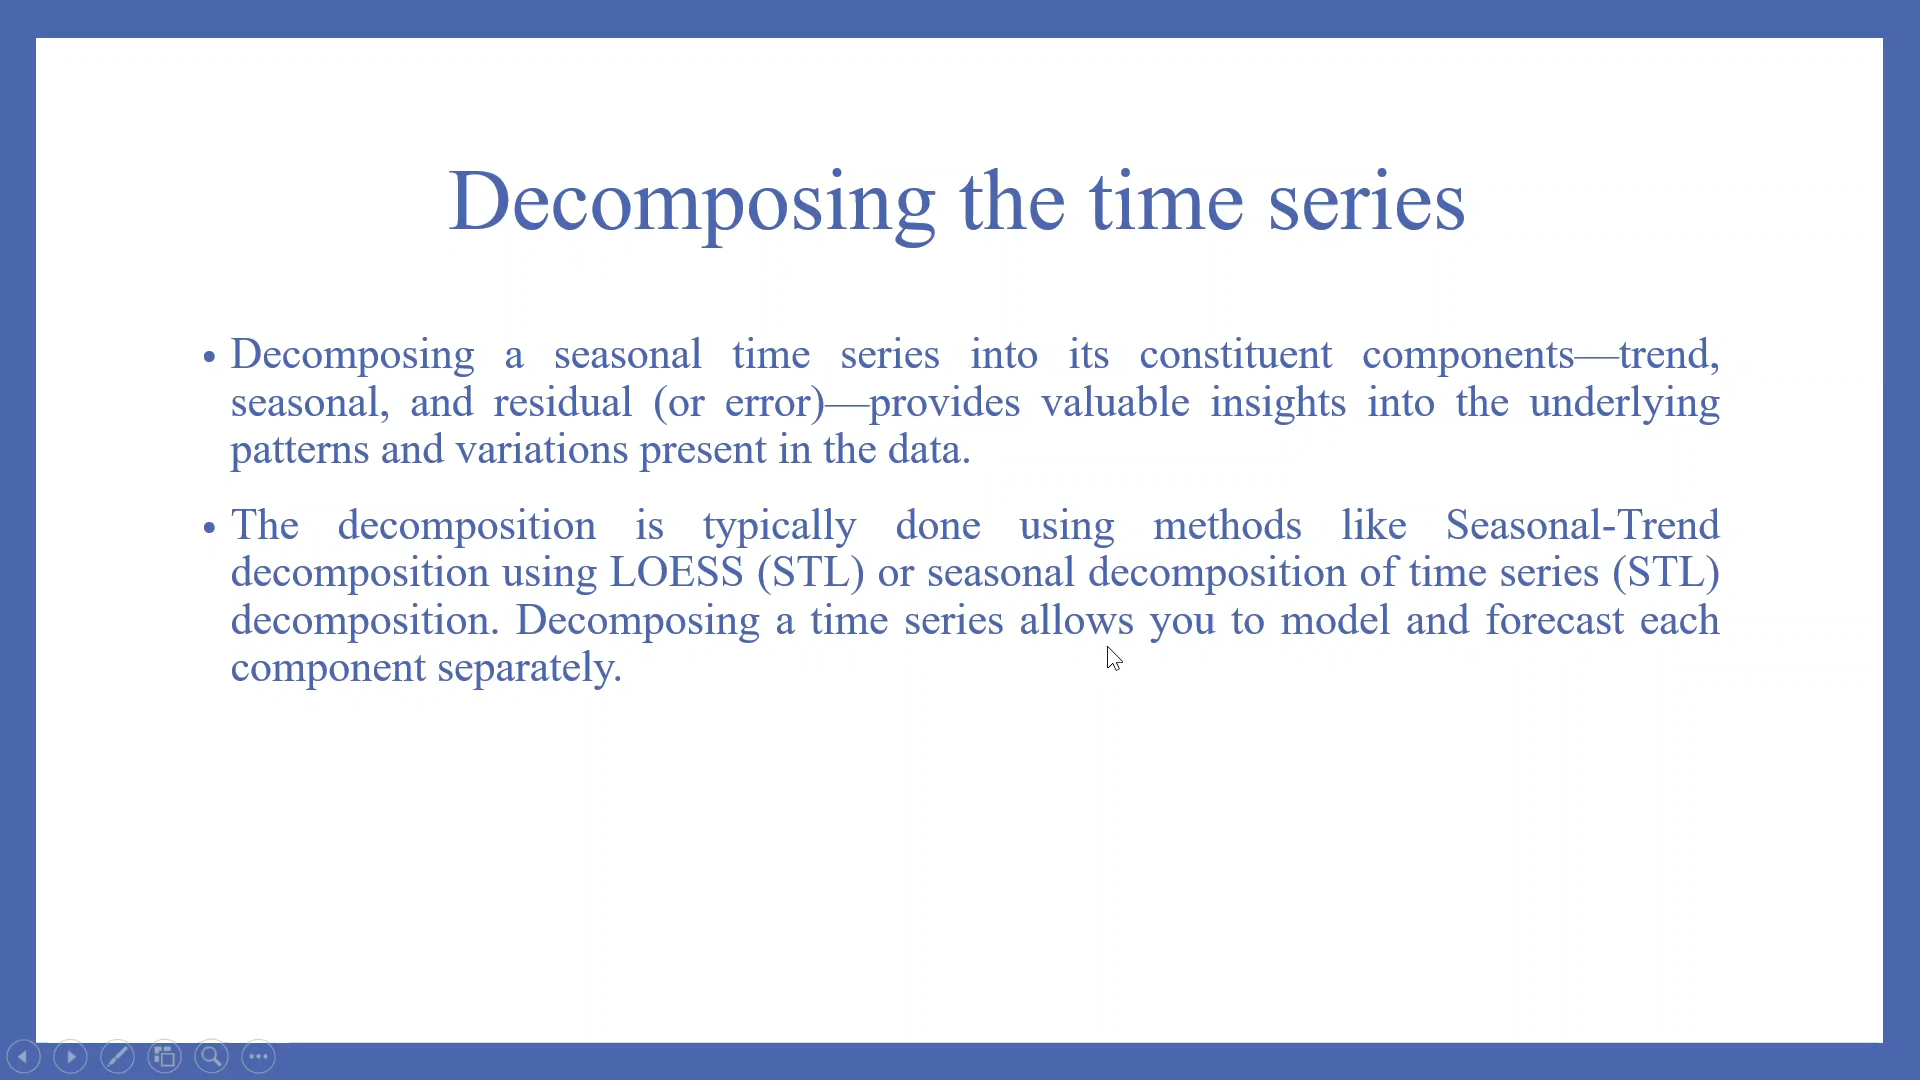 Decomposing the time series
• Decomposing a seasonal time series into its constituent components—trend,
seasonal, and residual (or error)—provides valuable insights into the underlying
patterns and variations present in the data.
• The decomposition is typically done using methods like Seasonal-Trend
decomposition using LOESS (STL) or seasonal decomposition of time series (STL)
decomposition. Decomposing a time series allows you to model and forecast each
component separately.